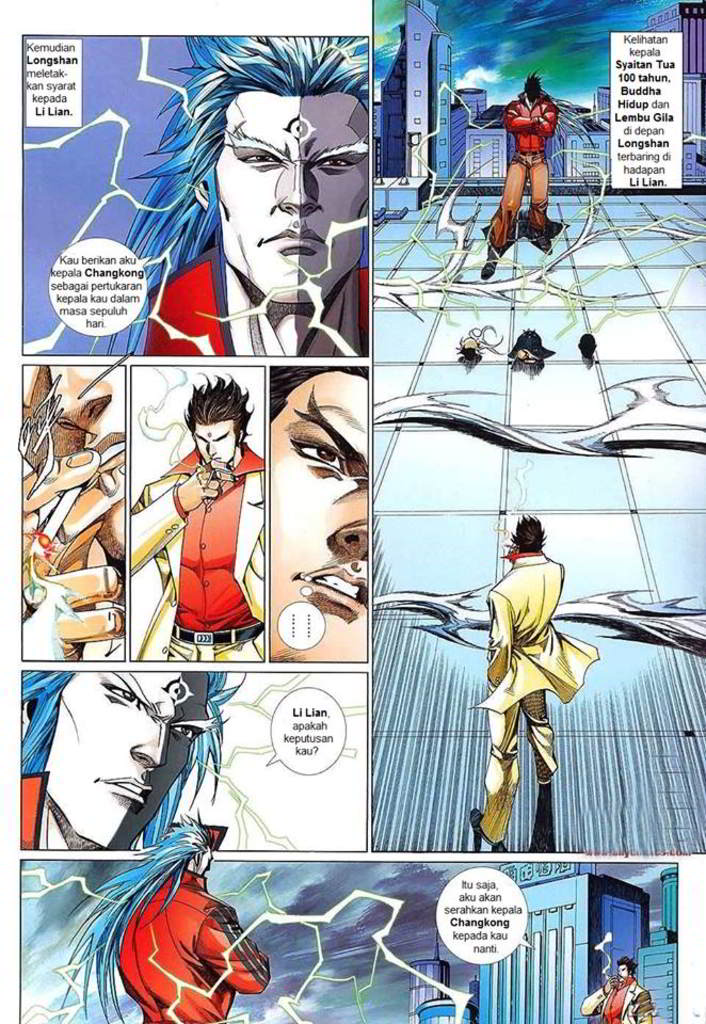 Kemudian
Longshan
meletak-
kan syarat
kepada
Li Lian.
Kau berikan aku
kepala Changkong
sebagai pertukaran
kepala kau dalam
masa sepuluh
hari.
Kelihatan
kepala
Syaitan Tua
100 tahun,
Buddha
Hidup dan
Lembu Gila
di depan
Longshan
terbaring di
hadapan
Li Lian.
Li Lian,
apakah
keputusan
kau?
Itu saja,
aku akan
serahkan kepala
Changkong
kepada kau
nanti.